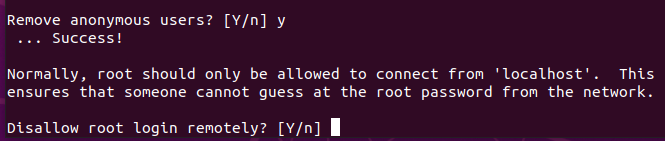 Remove anonymous users? [Y/n] y
 ... Success!
Normally, root should only be allowed to connect from 'localhost'.  This
ensures that someone cannot guess at the root password from the network.
Disallow root login remotely? [Y/n]